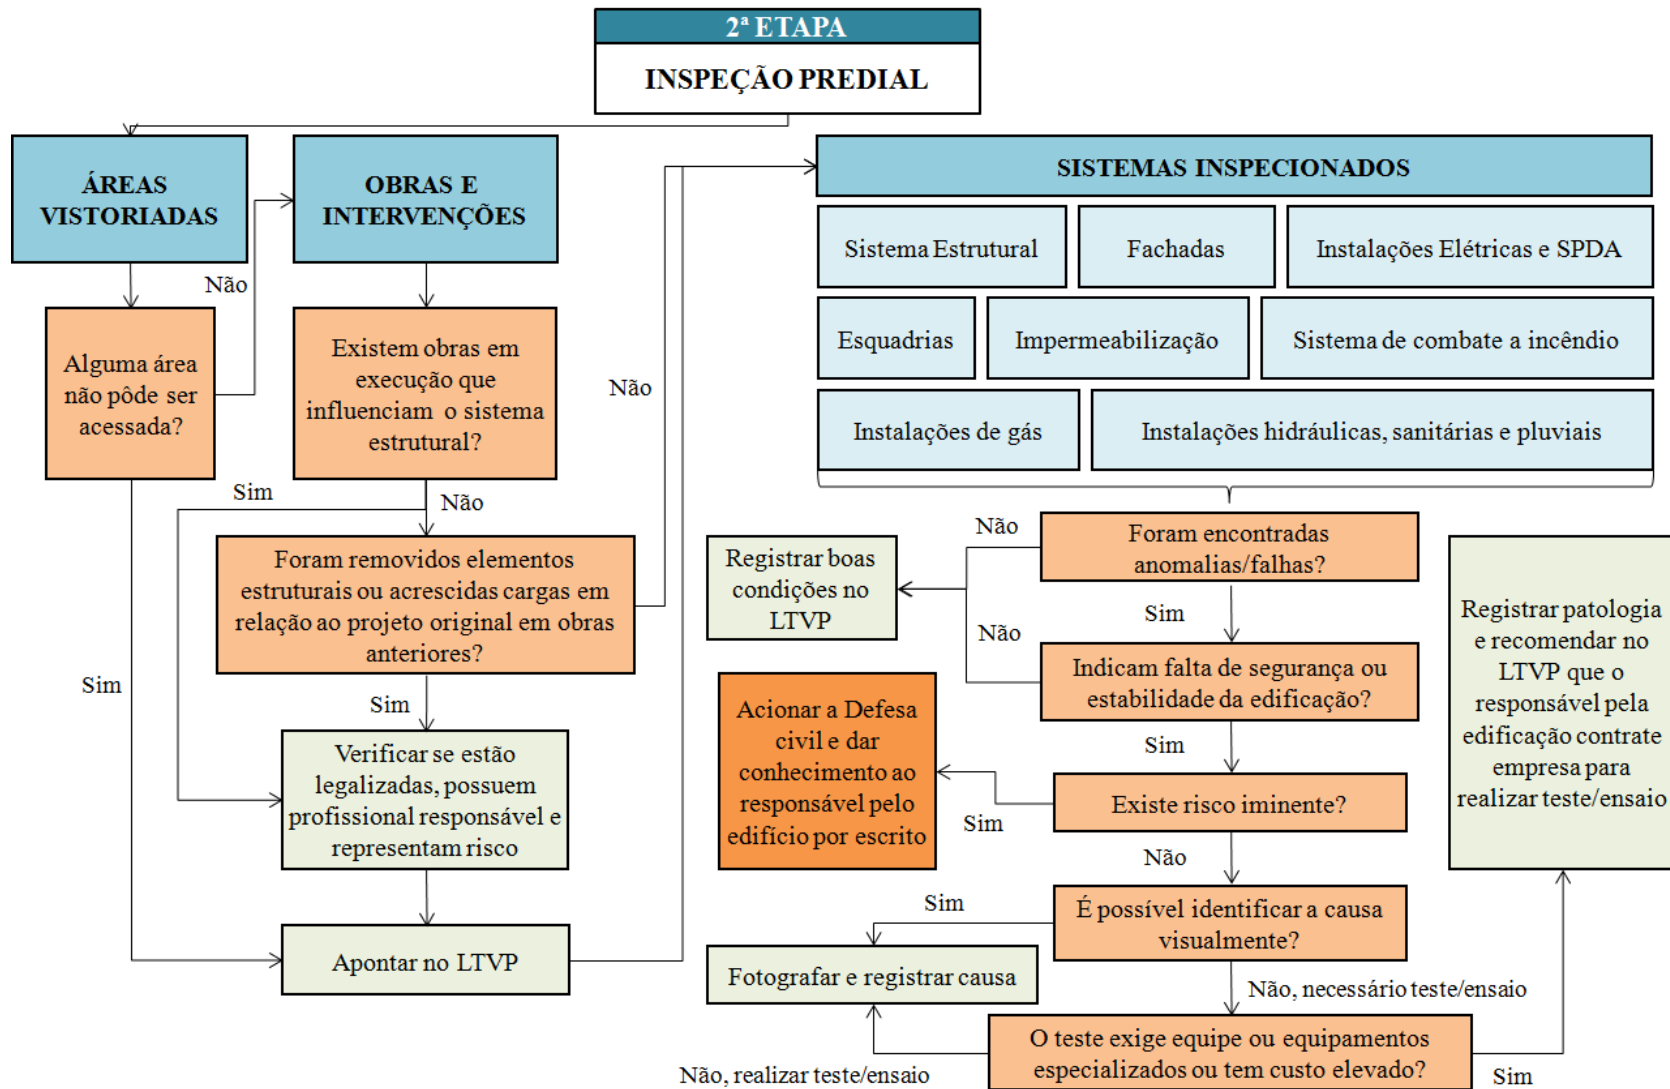 2ª ETAPA
INSPEÇÃO PREDIAL
ÁREAS
VISTORIADAS
OBRAS E
INTERVENÇÕES
SISTEMAS INSPECIONADOS
Sistema Estrutural
Fachadas
Instalações Elétricas e SPDA
Esquadrias
Impermeabilização
Sistema de combate a incêndio
Instalações de gás
Instalações hidráulicas, sanitárias e pluviais
Não
Alguma área
não pôde ser
acessada?
Existem obras em
execução que
influenciam o sistema
estrutural?
Não
Sim
Não
Foram removidos elementos
estruturais ou acrescidas cargas em
relação ao projeto original em obras
anteriores?
Sim
Sim
Verificar se estão
legalizadas, possuem
profissional responsável e
representam risco
Apontar no LTVP
Foram encontradas
anomalias/falhas?
Não
Registrar boas
condições no
LTVP
Sim
Não
Indicam falta de segurança ou
estabilidade da edificação?
Sim
Acionar a Defesa
civil e dar
conhecimento ao
responsável pelo
edifício por escrito
Existe risco iminente?
Sim
Não
É possível identificar a causa
visualmente?
Sim
Fotografar e registrar causa
Não, necessário teste/ensaio
O teste exige equipe ou equipamentos
especializados ou tem custo elevado?
Não, realizar teste/ensaio
Sim
Registrar patologia
e recomendar no
LTVP que o
responsável pela
edificação contrate
empresa para
realizar teste/ensaio